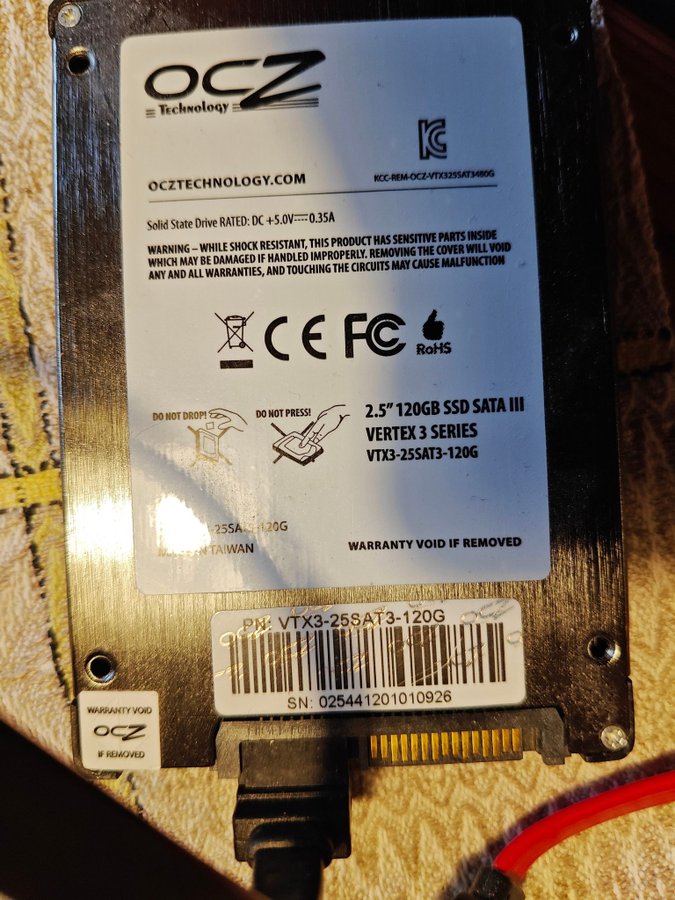 OCZ
Technology
OCZTECHNOLOGY.COM
KCC-REM-OCZ-VTX325SAT3480G
Solid State Drive RATED: DC +5.0V⎓0.35A
WARNING – WHILE SHOCK RESISTANT, THIS PRODUCT HAS SENSITIVE PARTS INSIDE
WHICH MAY BE DAMAGED IF HANDLED IMPROPERLY. REMOVING THE COVER WILL VOID
ANY AND ALL WARRANTIES, AND TOUCHING THE CIRCUITS MAY CAUSE MALFUNCTION
CE FC RoHS
DO NOT DROP! DO NOT PRESS!
2.5” 120GB SSD SATA III
VERTEX 3 SERIES
VTX3-25SAT3-120G
MADE IN TAIWAN
WARRANTY VOID IF REMOVED
PN: VTX3-25SAT3-120G
SN: 025441201010926
WARRANTY VOID
OCZ
IF REMOVED